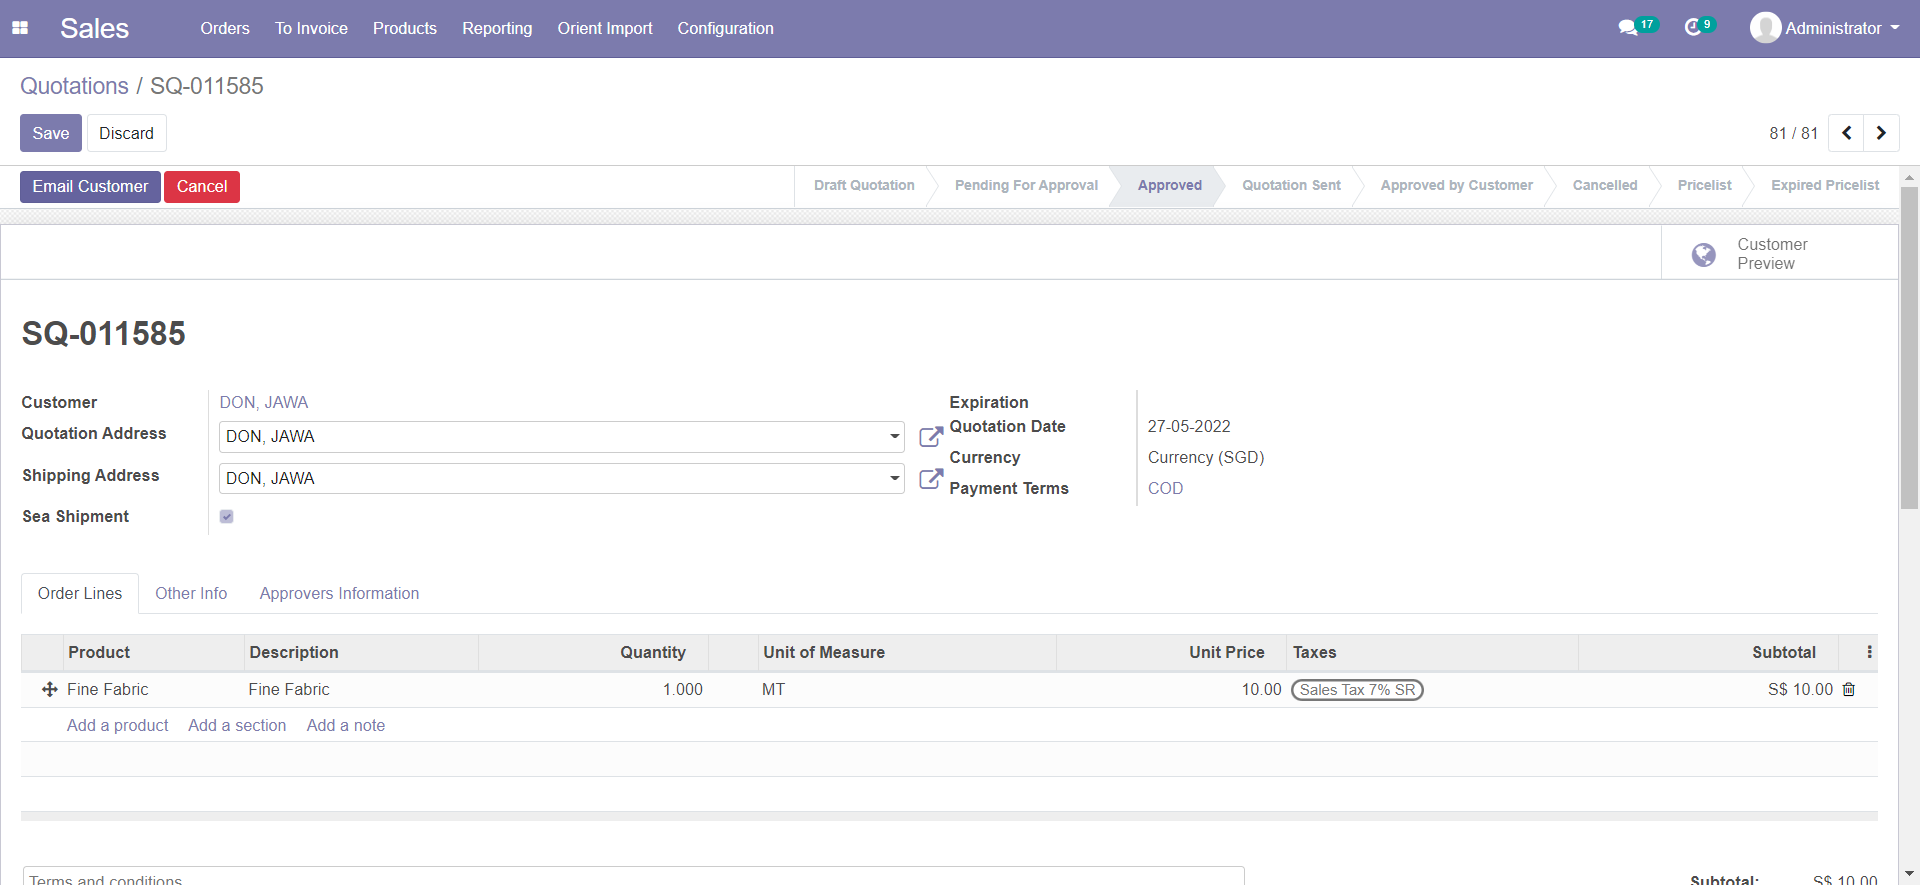 Sales Orders To Invoice Products Reporting Orient Import Configuration 17 9 Administrator
Quotations / SQ-011585
Save Discard 81 / 81
Email Customer Cancel Draft Quotation Pending For Approval Approved Quotation Sent Approved by Customer Cancelled Pricelist Expired Pricelist
Customer
Preview
SQ-011585
Customer DON, JAWA Expiration
Quotation Address DON, JAWA Quotation Date 27-05-2022
Currency Currency (SGD)
Shipping Address DON, JAWA Payment Terms COD
Sea Shipment
Order Lines Other Info Approvers Information
Product Description Quantity Unit of Measure Unit Price Taxes Subtotal
Fine Fabric Fine Fabric 1.000 MT 10.00 Sales Tax 7% SR S$ 10.00
Add a product Add a section Add a note
Terms and conditions Subtotal: S$ 10.00